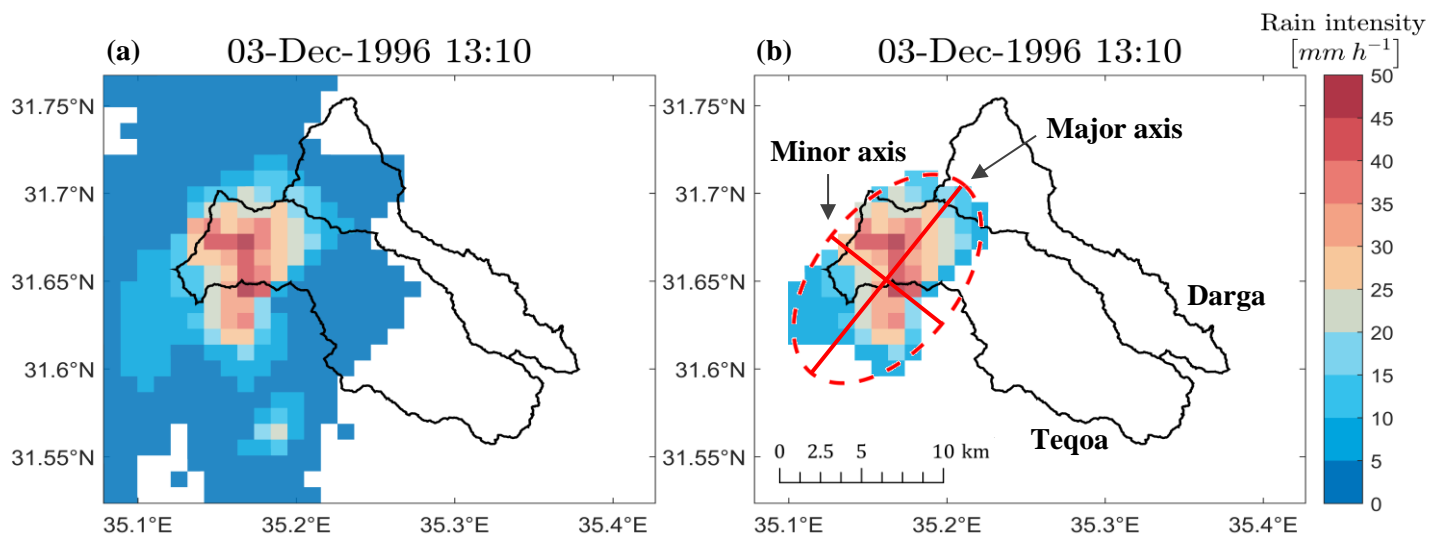 (a) 03-Dec-1996 13:10
31.75°N
31.7°N
31.65°N
31.6°N
31.55°N
35.1°E 35.2°E 35.3°E 35.4°E
(b) 03-Dec-1996 13:10
31.75°N
31.7°N
31.65°N
31.6°N
31.55°N
Major axis
Minor axis
Darga
Teqoa
0 2.5 5 10 km
35.1°E 35.2°E 35.3°E 35.4°E
Rain intensity
[mm h⁻¹]
50
45
40
35
30
25
20
15
10
5
0